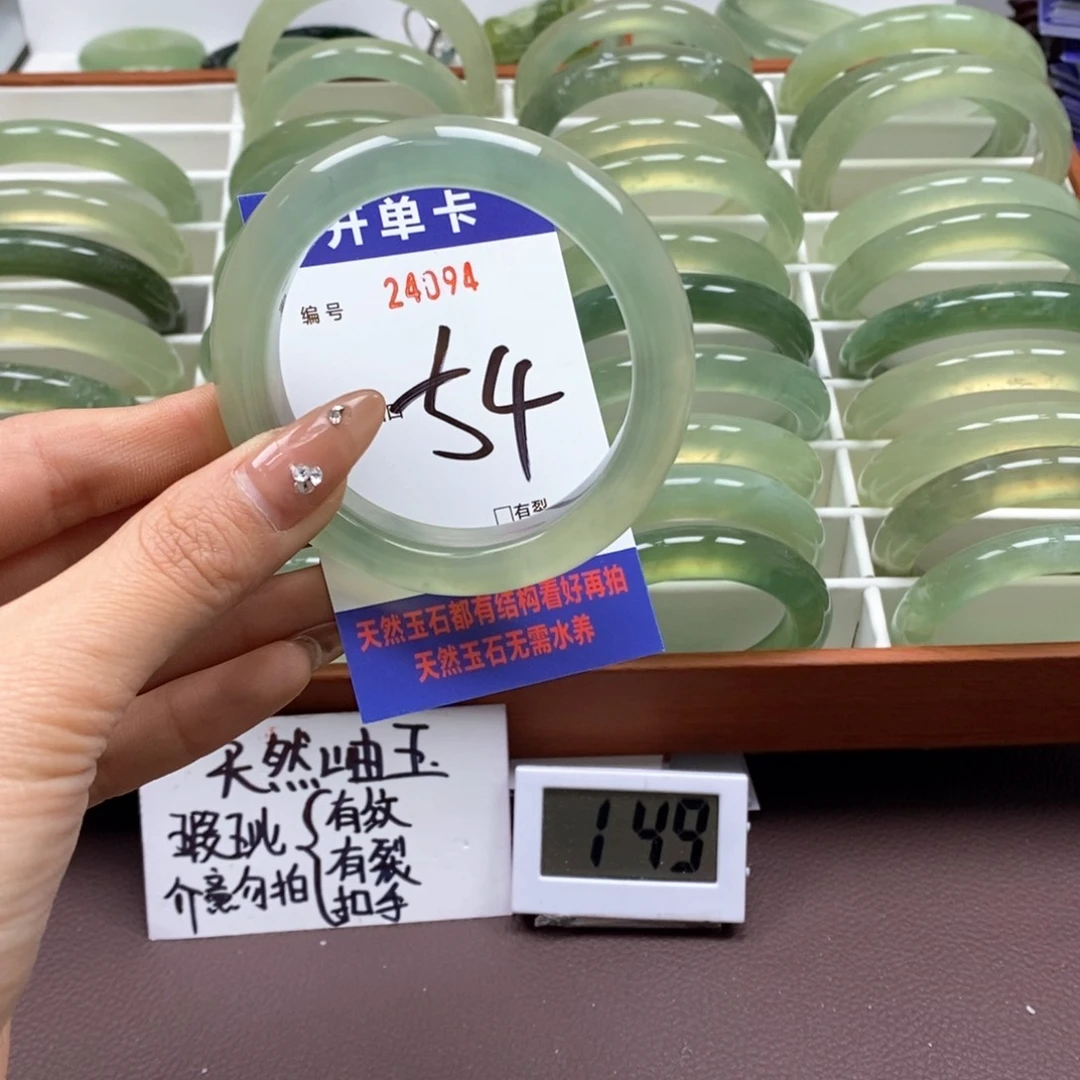 开单卡
编号 24094
54
□有裂
天然玉石都有结构看好再拍
天然玉石无需水养
天然岫玉
瑕玼
介意勿拍
有纹
有裂
扣手
149